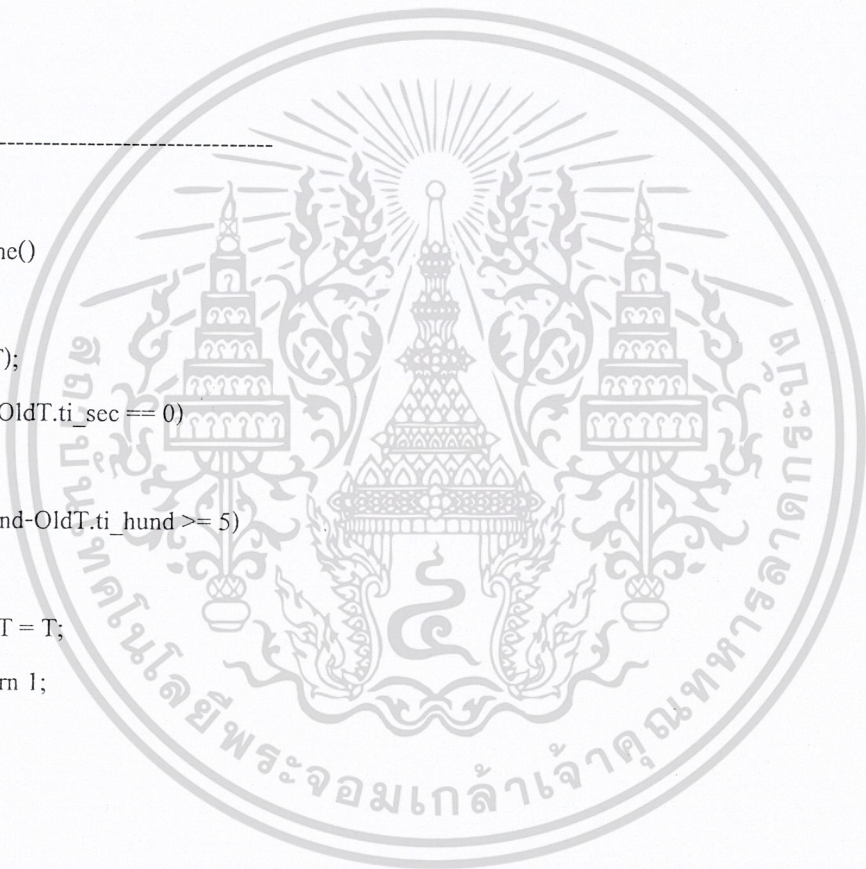 ne()
T);
OldT.ti_sec == 0)
nd-OldT.ti_hund >= 5)
T = T;
rn 1;
สถาบันเทคโนโลยีพระจอมเกล้าเจ้าคุณทหารลาดกระบัง